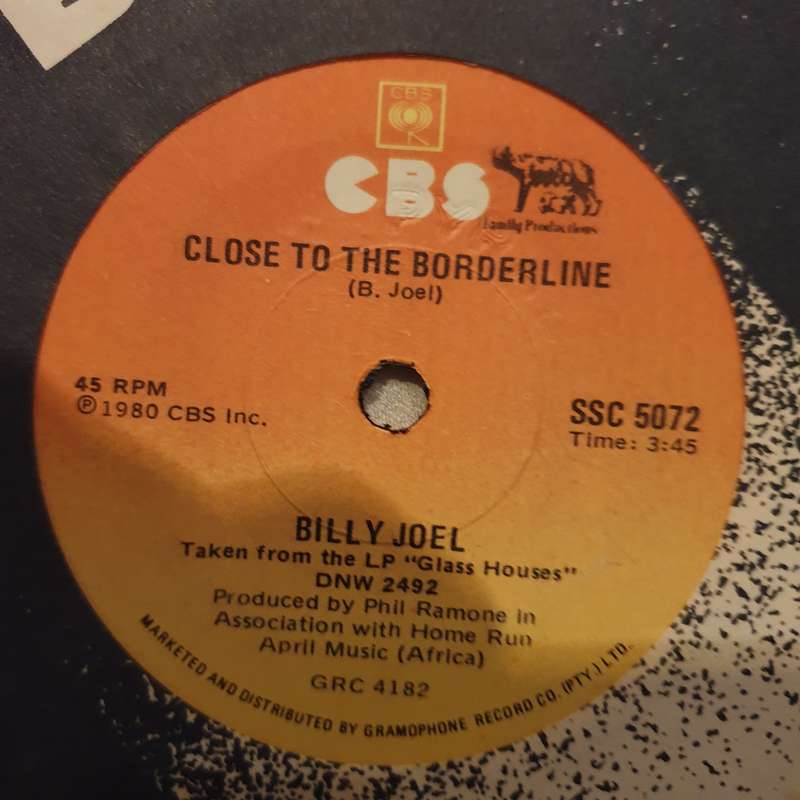 CBS
CBS
Family Productions
CLOSE TO THE BORDERLINE
(B. Joel)
45 RPM
℗ 1980 CBS Inc.
SSC 5072
Time: 3:45
BILLY JOEL
Taken from the LP "Glass Houses"
DNW 2492
Produced by Phil Ramone in
Association with Home Run
April Music (Africa)
GRC 4182
MARKETED AND DISTRIBUTED BY GRAMOPHONE RECORD CO. (PTY.) LTD.